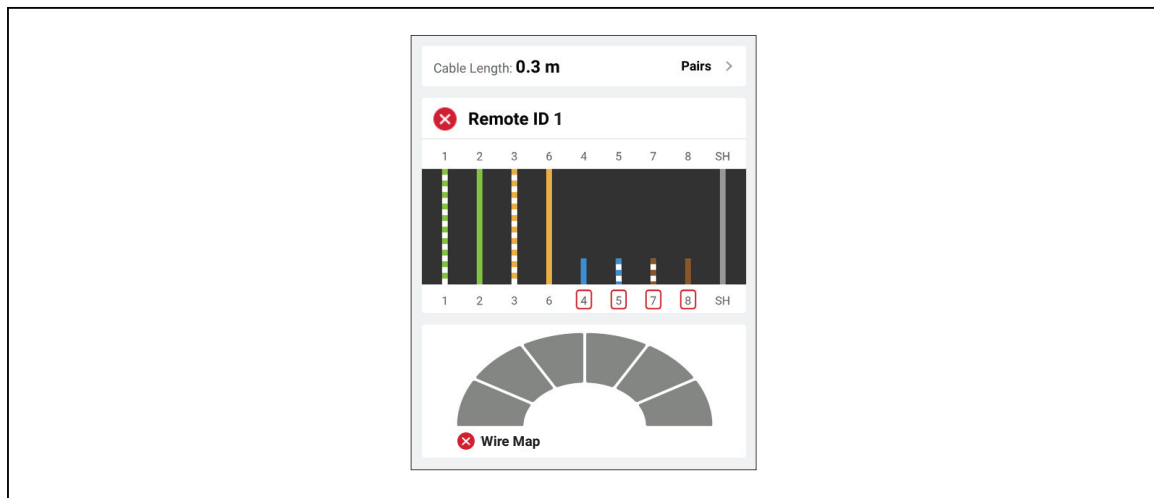 Cable Length: 0.3 m Pairs >
Remote ID 1
1 2 3 6 4 5 7 8 SH
1 2 3 6 4 5 7 8 SH
Wire Map